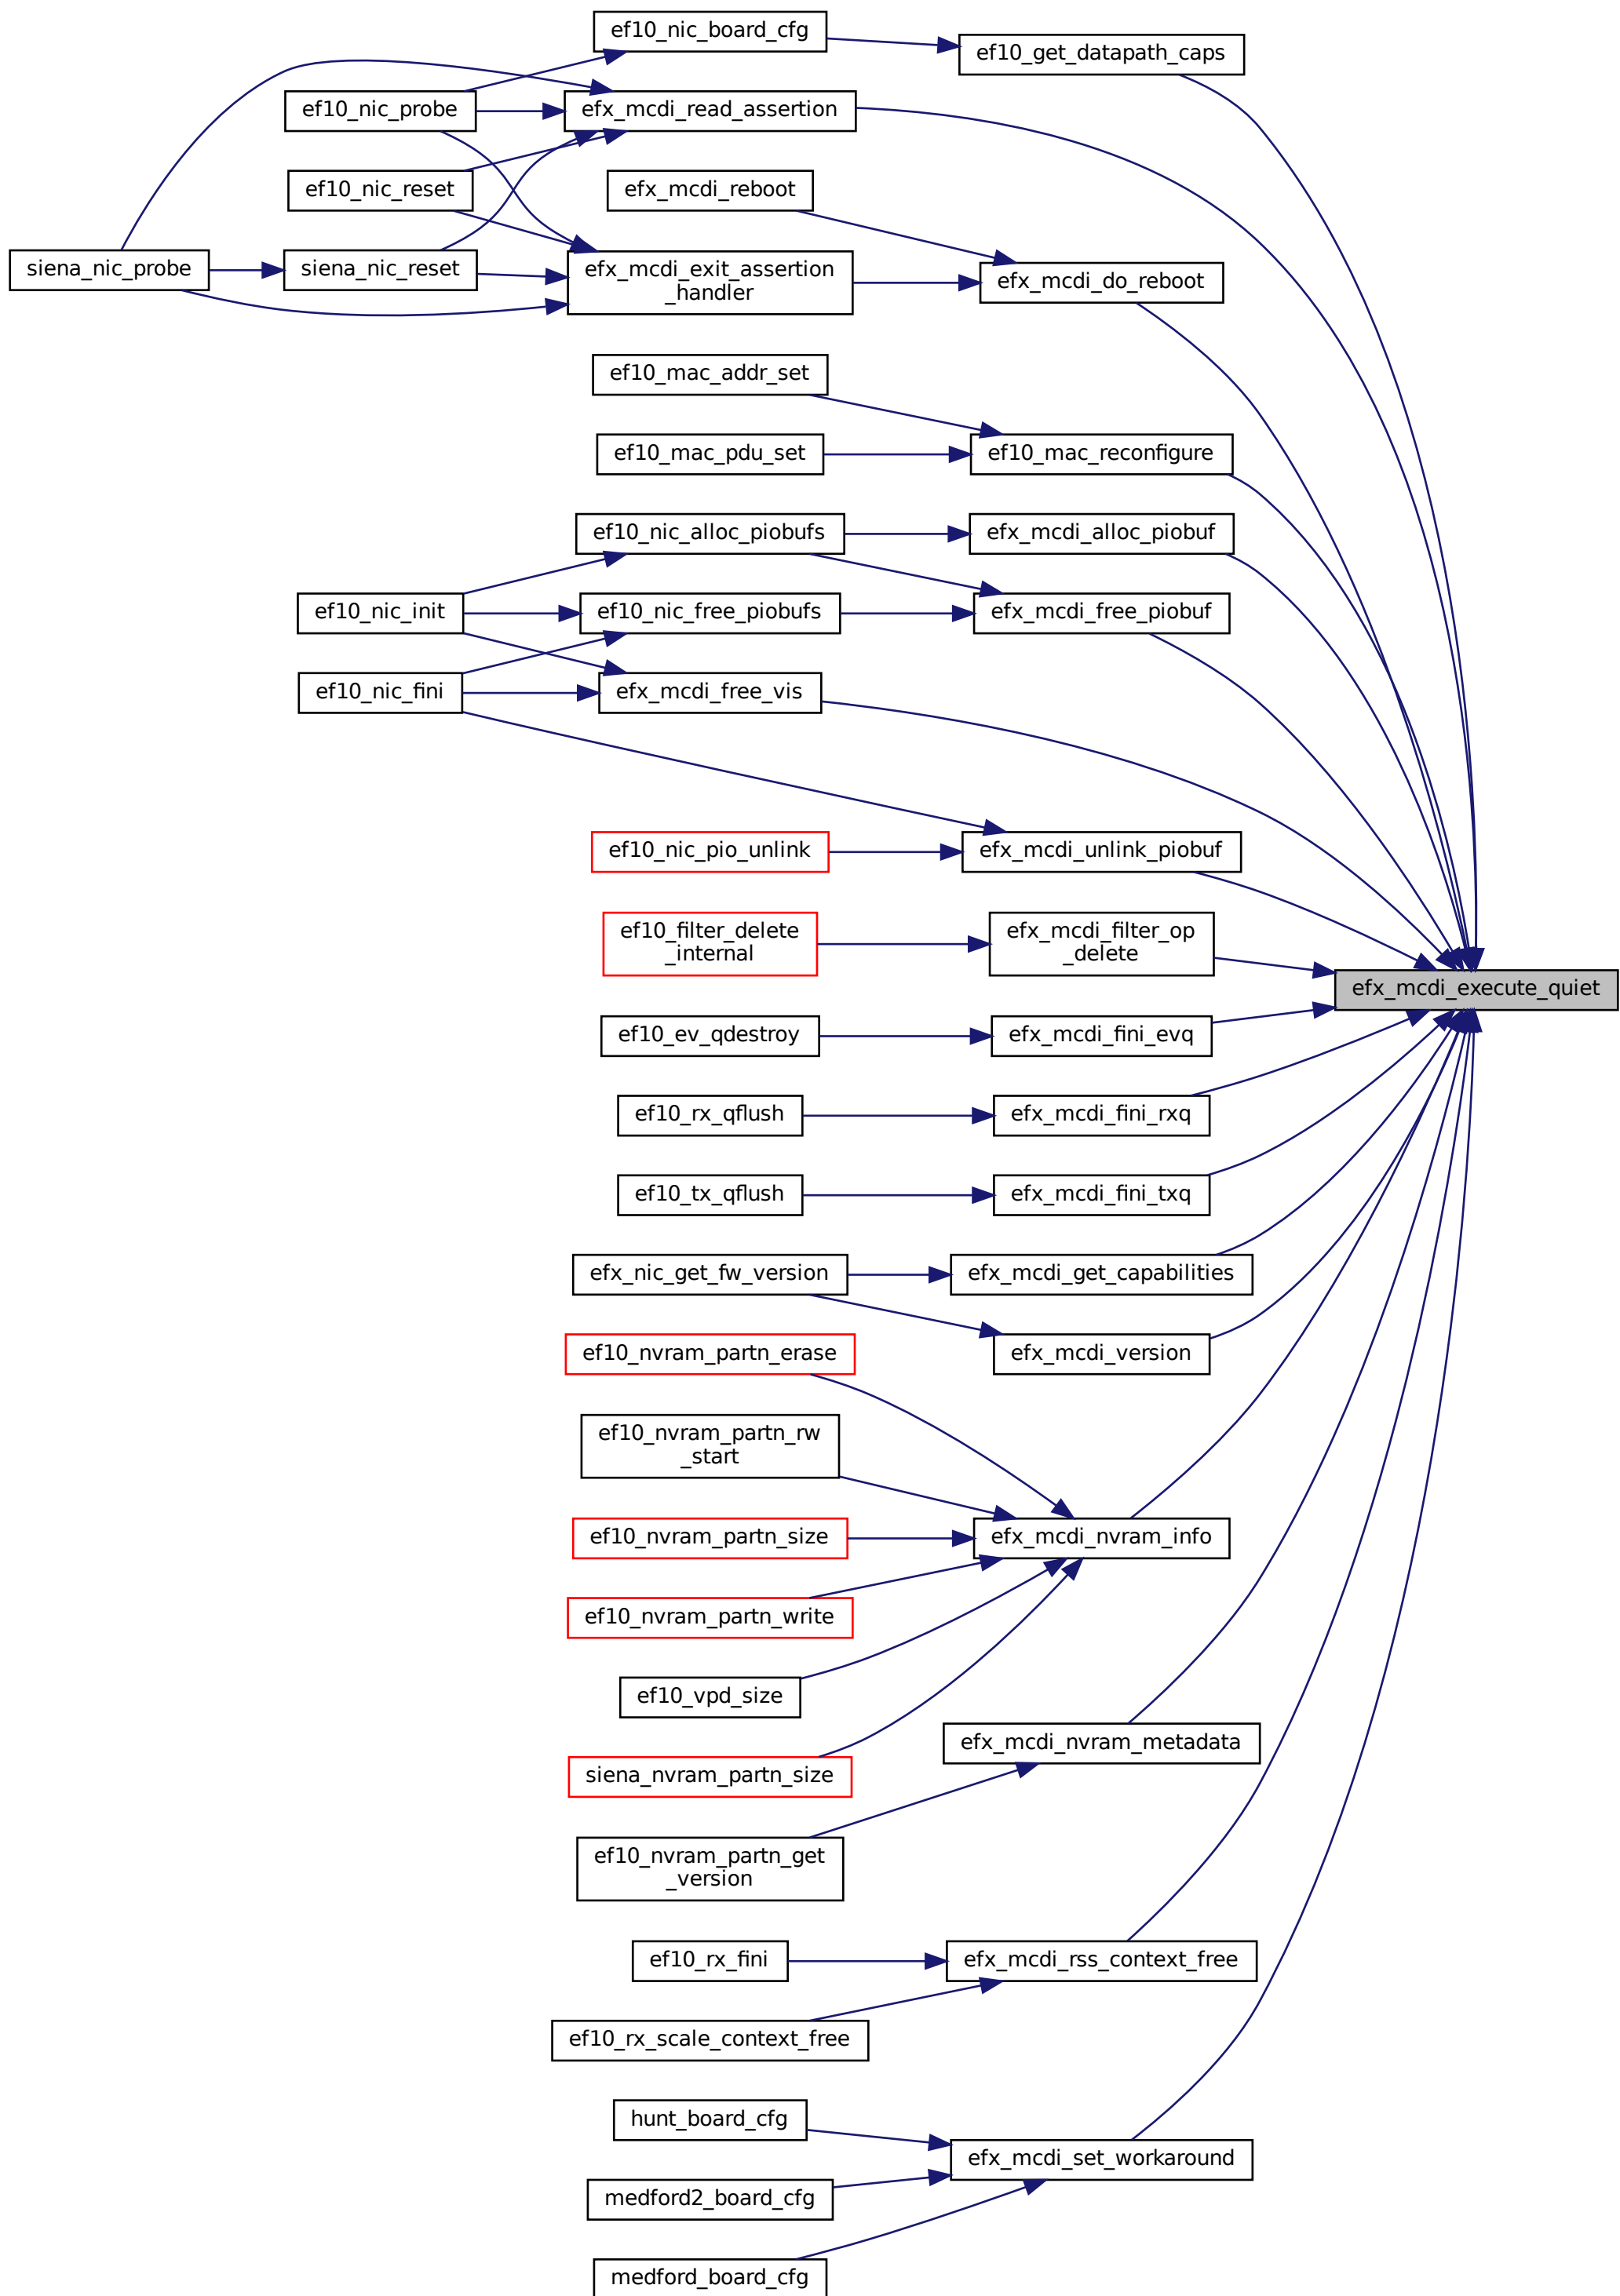 ef10_nic_board_cfg
ef10_get_datapath_caps
ef10_nic_probe
efx_mcdi_read_assertion
ef10_nic_reset
efx_mcdi_reboot
siena_nic_probe
siena_nic_reset
efx_mcdi_exit_assertion
_handler
efx_mcdi_do_reboot
ef10_mac_addr_set
ef10_mac_pdu_set
ef10_mac_reconfigure
ef10_nic_alloc_piobufs
efx_mcdi_alloc_piobuf
ef10_nic_init
ef10_nic_free_piobufs
efx_mcdi_free_piobuf
ef10_nic_fini
efx_mcdi_free_vis
ef10_nic_pio_unlink
efx_mcdi_unlink_piobuf
ef10_filter_delete
_internal
efx_mcdi_filter_op
_delete
efx_mcdi_execute_quiet
ef10_ev_qdestroy
efx_mcdi_fini_evq
ef10_rx_qflush
efx_mcdi_fini_rxq
ef10_tx_qflush
efx_mcdi_fini_txq
efx_nic_get_fw_version
efx_mcdi_get_capabilities
ef10_nvram_partn_erase
efx_mcdi_version
ef10_nvram_partn_rw
_start
ef10_nvram_partn_size
efx_mcdi_nvram_info
ef10_nvram_partn_write
ef10_vpd_size
efx_mcdi_nvram_metadata
siena_nvram_partn_size
ef10_nvram_partn_get
_version
ef10_rx_fini
efx_mcdi_rss_context_free
ef10_rx_scale_context_free
hunt_board_cfg
efx_mcdi_set_workaround
medford2_board_cfg
medford_board_cfg